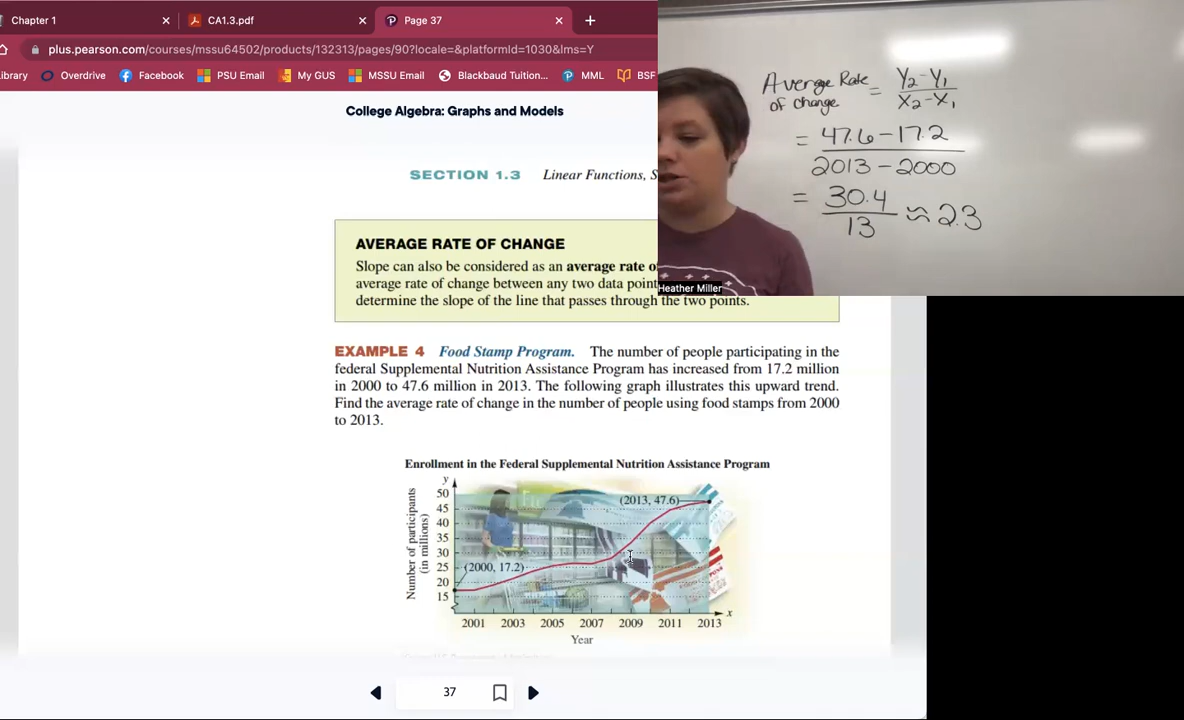 Chapter 1
CA1.3.pdf
Page 37
plus.pearson.com/courses/mssu64502/products/132313/pages/90?locale=&platformId=1030&lms=Y
Library
Overdrive
Facebook
PSU Email
My GUS
MSSU Email
Blackbaud Tuition...
MML
BSF
College Algebra: Graphs and Models
SECTION 1.3 Linear Functions, S
AVERAGE RATE OF CHANGE
Slope can also be considered as an average rate o
average rate of change between any two data point
determine the slope of the line that passes through the two points.
EXAMPLE 4 Food Stamp Program. The number of people participating in the
federal Supplemental Nutrition Assistance Program has increased from 17.2 million
in 2000 to 47.6 million in 2013. The following graph illustrates this upward trend.
Find the average rate of change in the number of people using food stamps from 2000
to 2013.
Enrollment in the Federal Supplemental Nutrition Assistance Program
y
50
45
40
35
30
25
20
15
Number of participants
(in millions)
(2013, 47.6)
(2000, 17.2)
2001 2003 2005 2007 2009 2011 2013 x
Year
37
Average Rate
of change = Y2-Y1 / X2-X1
= 47.6-17.2 / 2013-2000
= 30.4 / 13 ≈ 2.3
Heather Miller